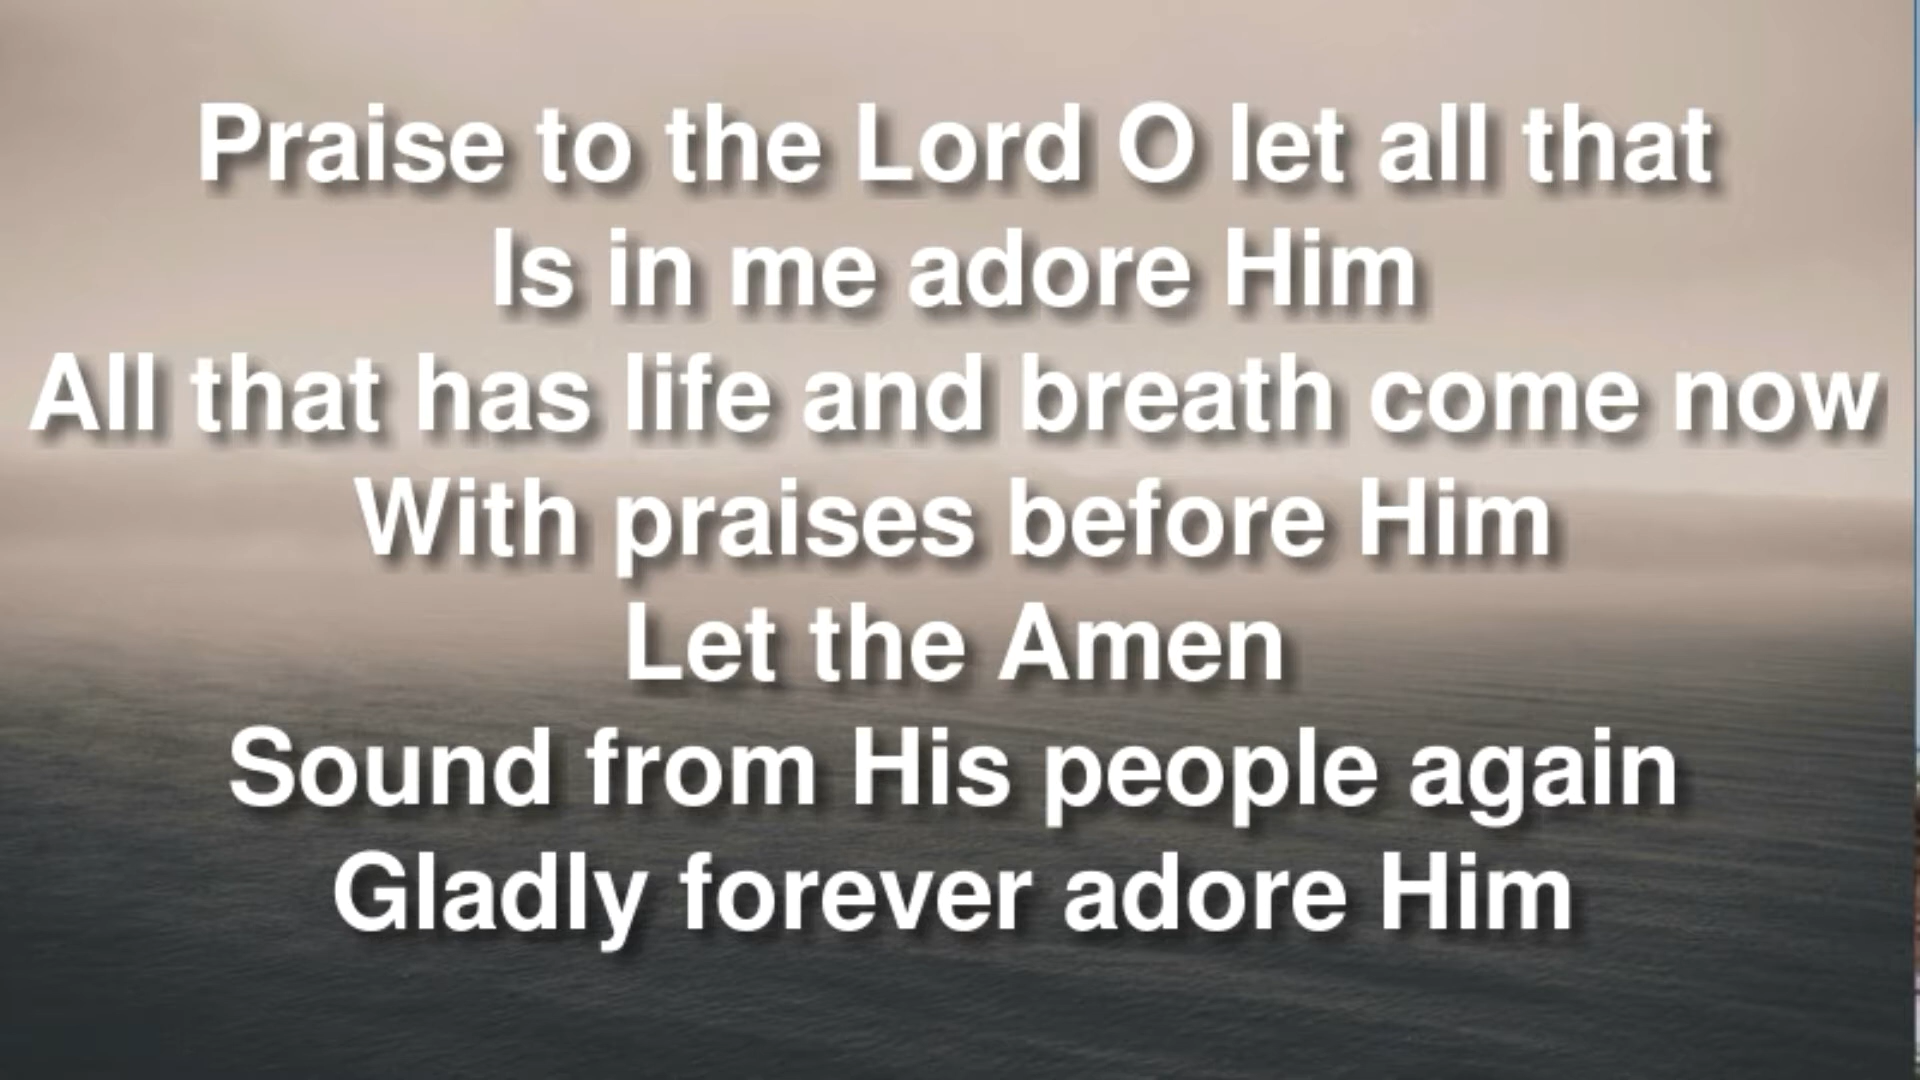 Praise to the Lord O let all that
Is in me adore Him
All that has life and breath come now
With praises before Him
Let the Amen
Sound from His people again
Gladly forever adore Him